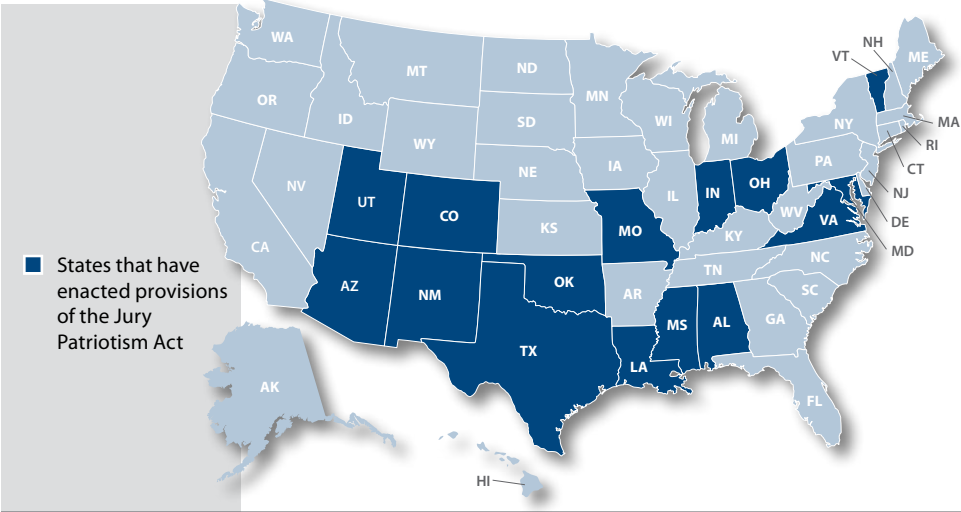 WA
MT
ND
MN
OR
ID
WY
SD
WI
MI
NY
VT
NH
ME
MA
RI
CT
NJ
DE
MD
NV
UT
CO
NE
IA
IL
IN
OH
PA
WV
VA
CA
AZ
NM
KS
MO
KY
OK
AR
TN
NC
SC
TX
LA
MS
AL
GA
FL
AK
HI
States that have
enacted provisions
of the Jury
Patriotism Act